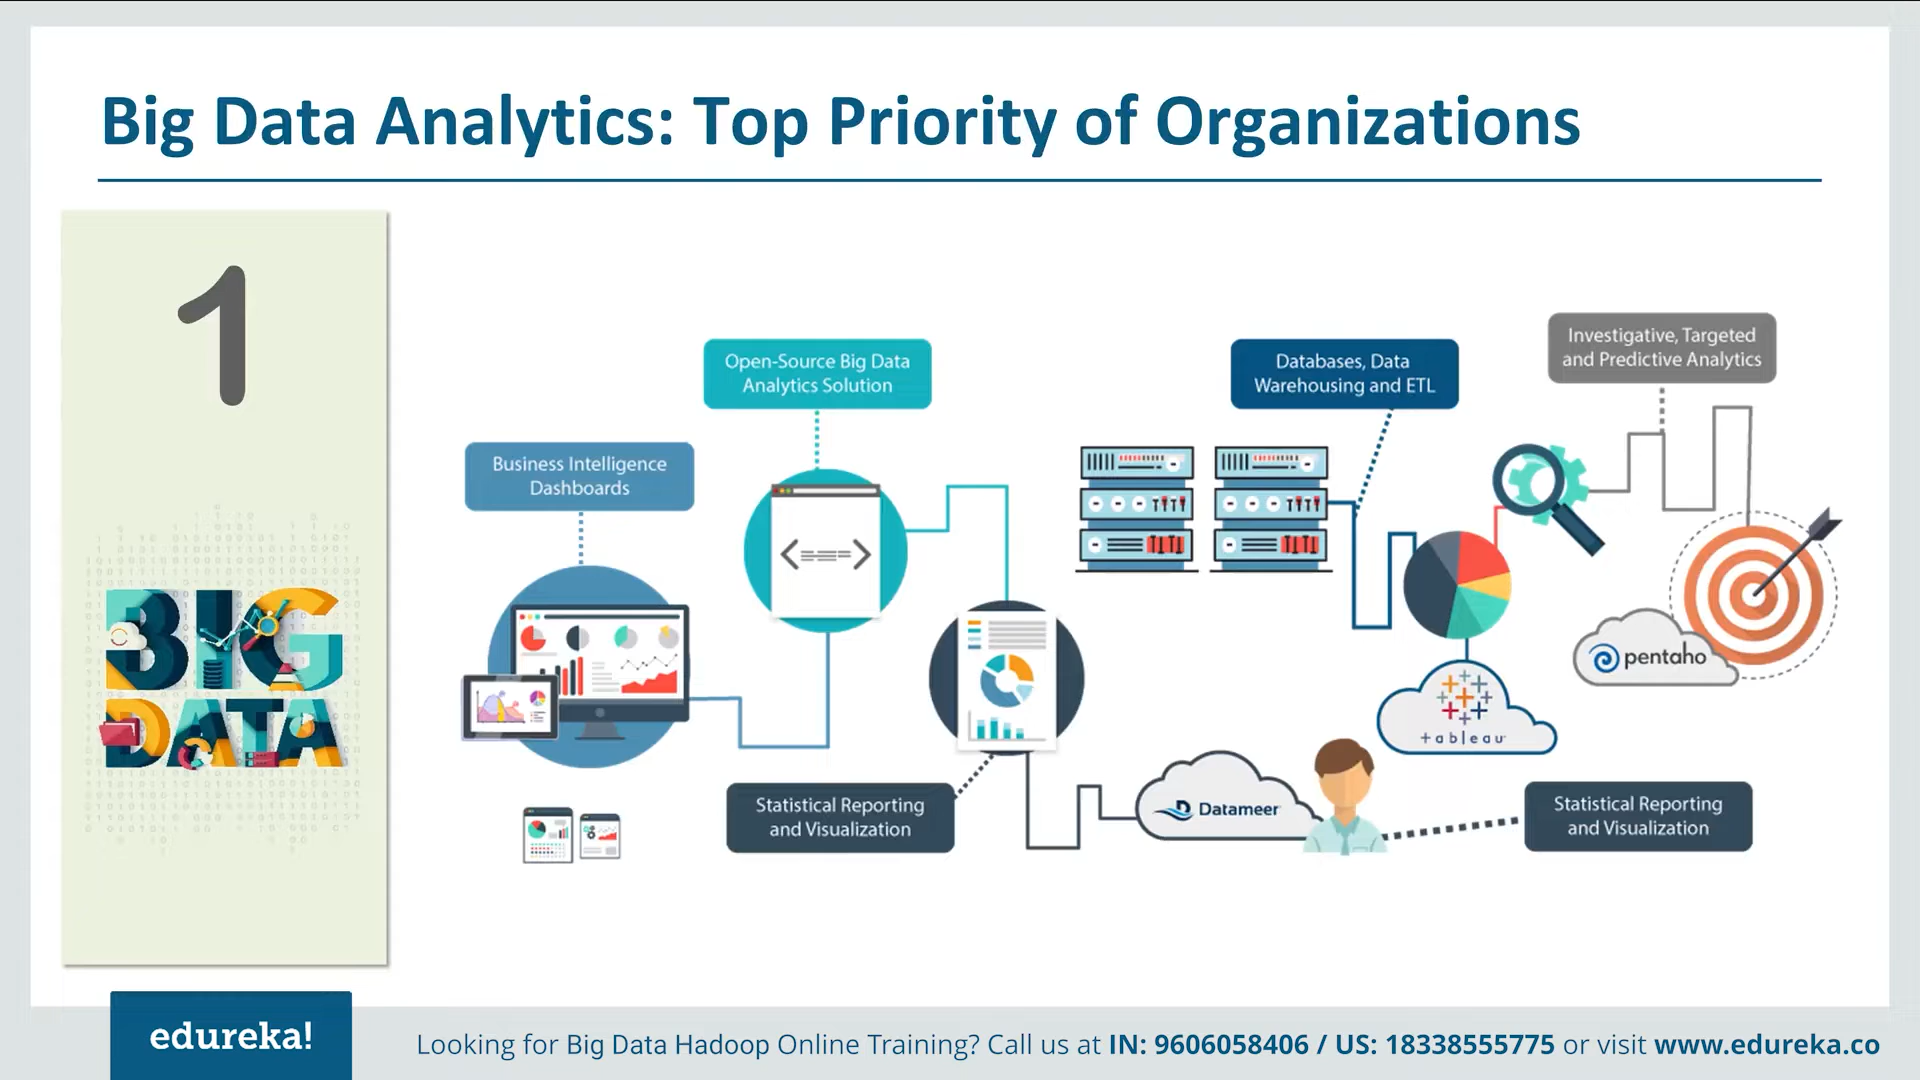 Big Data Analytics: Top Priority of Organizations
1
BIG
DATA
Business Intelligence
Dashboards
Open-Source Big Data
Analytics Solution
Statistical Reporting
and Visualization
Databases, Data
Warehousing and ETL
Investigative, Targeted
and Predictive Analytics
pentaho
+ableau
Datameer
Statistical Reporting
and Visualization
edureka!
Looking for Big Data Hadoop Online Training? Call us at IN: 9606058406 / US: 18338555775 or visit www.edureka.co